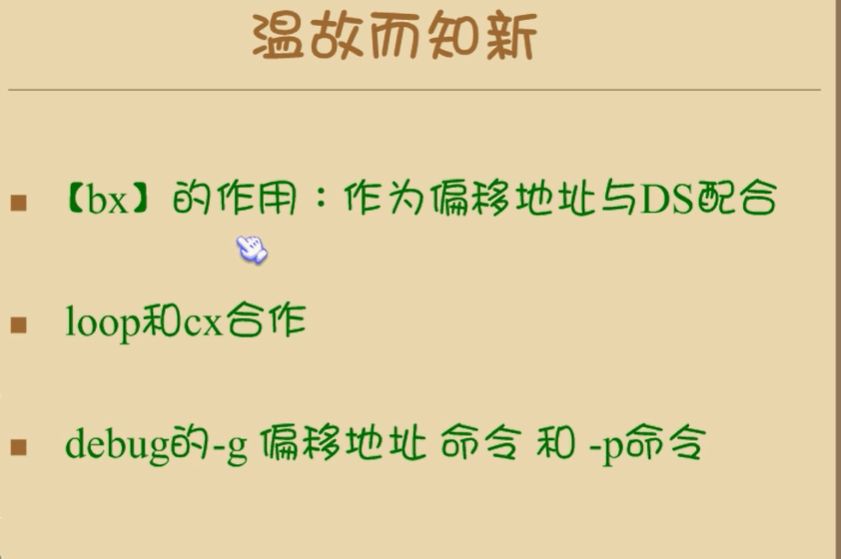 温故而知新
【bx】的作用：作为偏移地址与DS配合
loop和cx合作
debug的-g 偏移地址 命令 和 -p命令